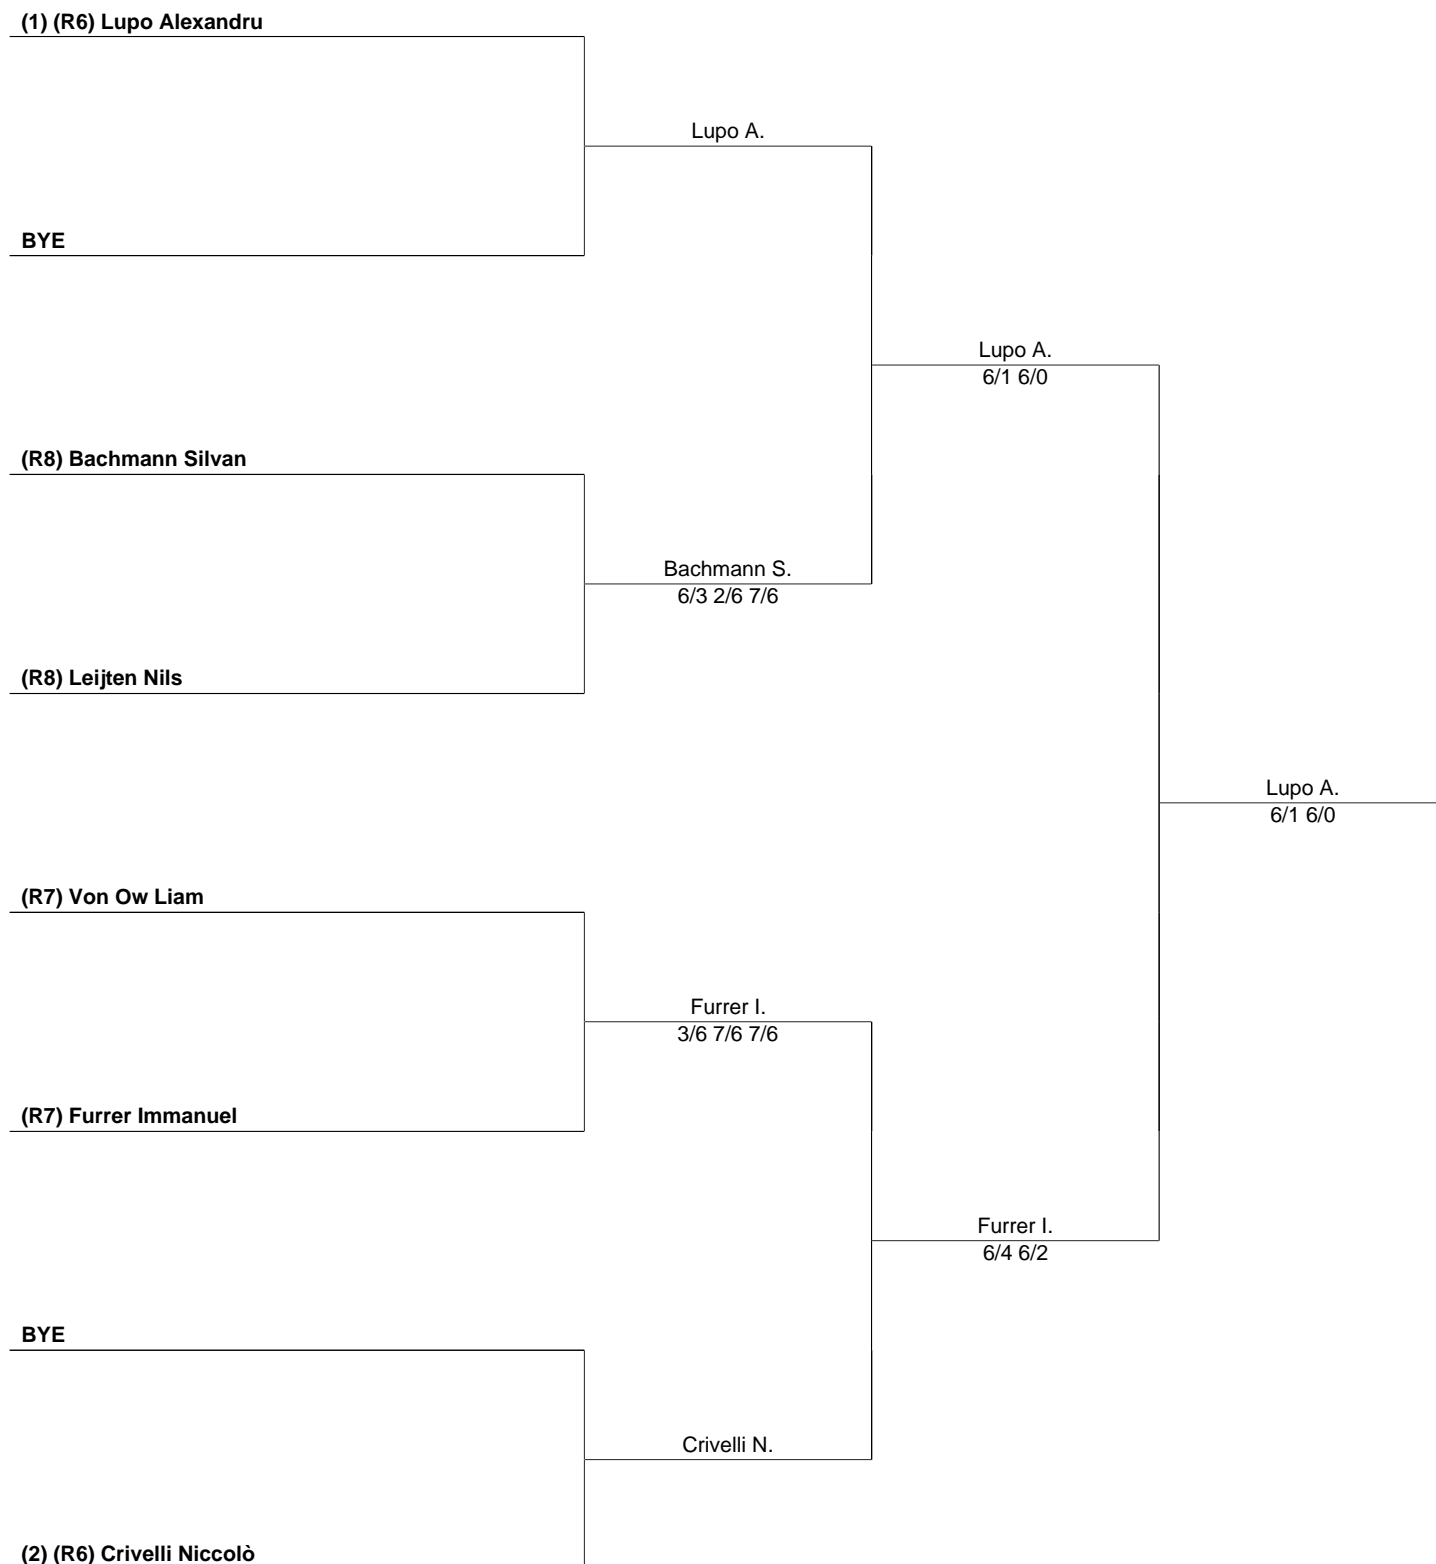 (1) (R6) Lupo Alexandru
Lupo A.
BYE
Lupo A.
6/1 6/0
(R8) Bachmann Silvan
Bachmann S.
6/3 2/6 7/6
(R8) Leijten Nils
Lupo A.
6/1 6/0
(R7) Von Ow Liam
Furrer I.
3/6 7/6 7/6
(R7) Furrer Immanuel
Furrer I.
6/4 6/2
BYE
Crivelli N.
(2) (R6) Crivelli Niccolò